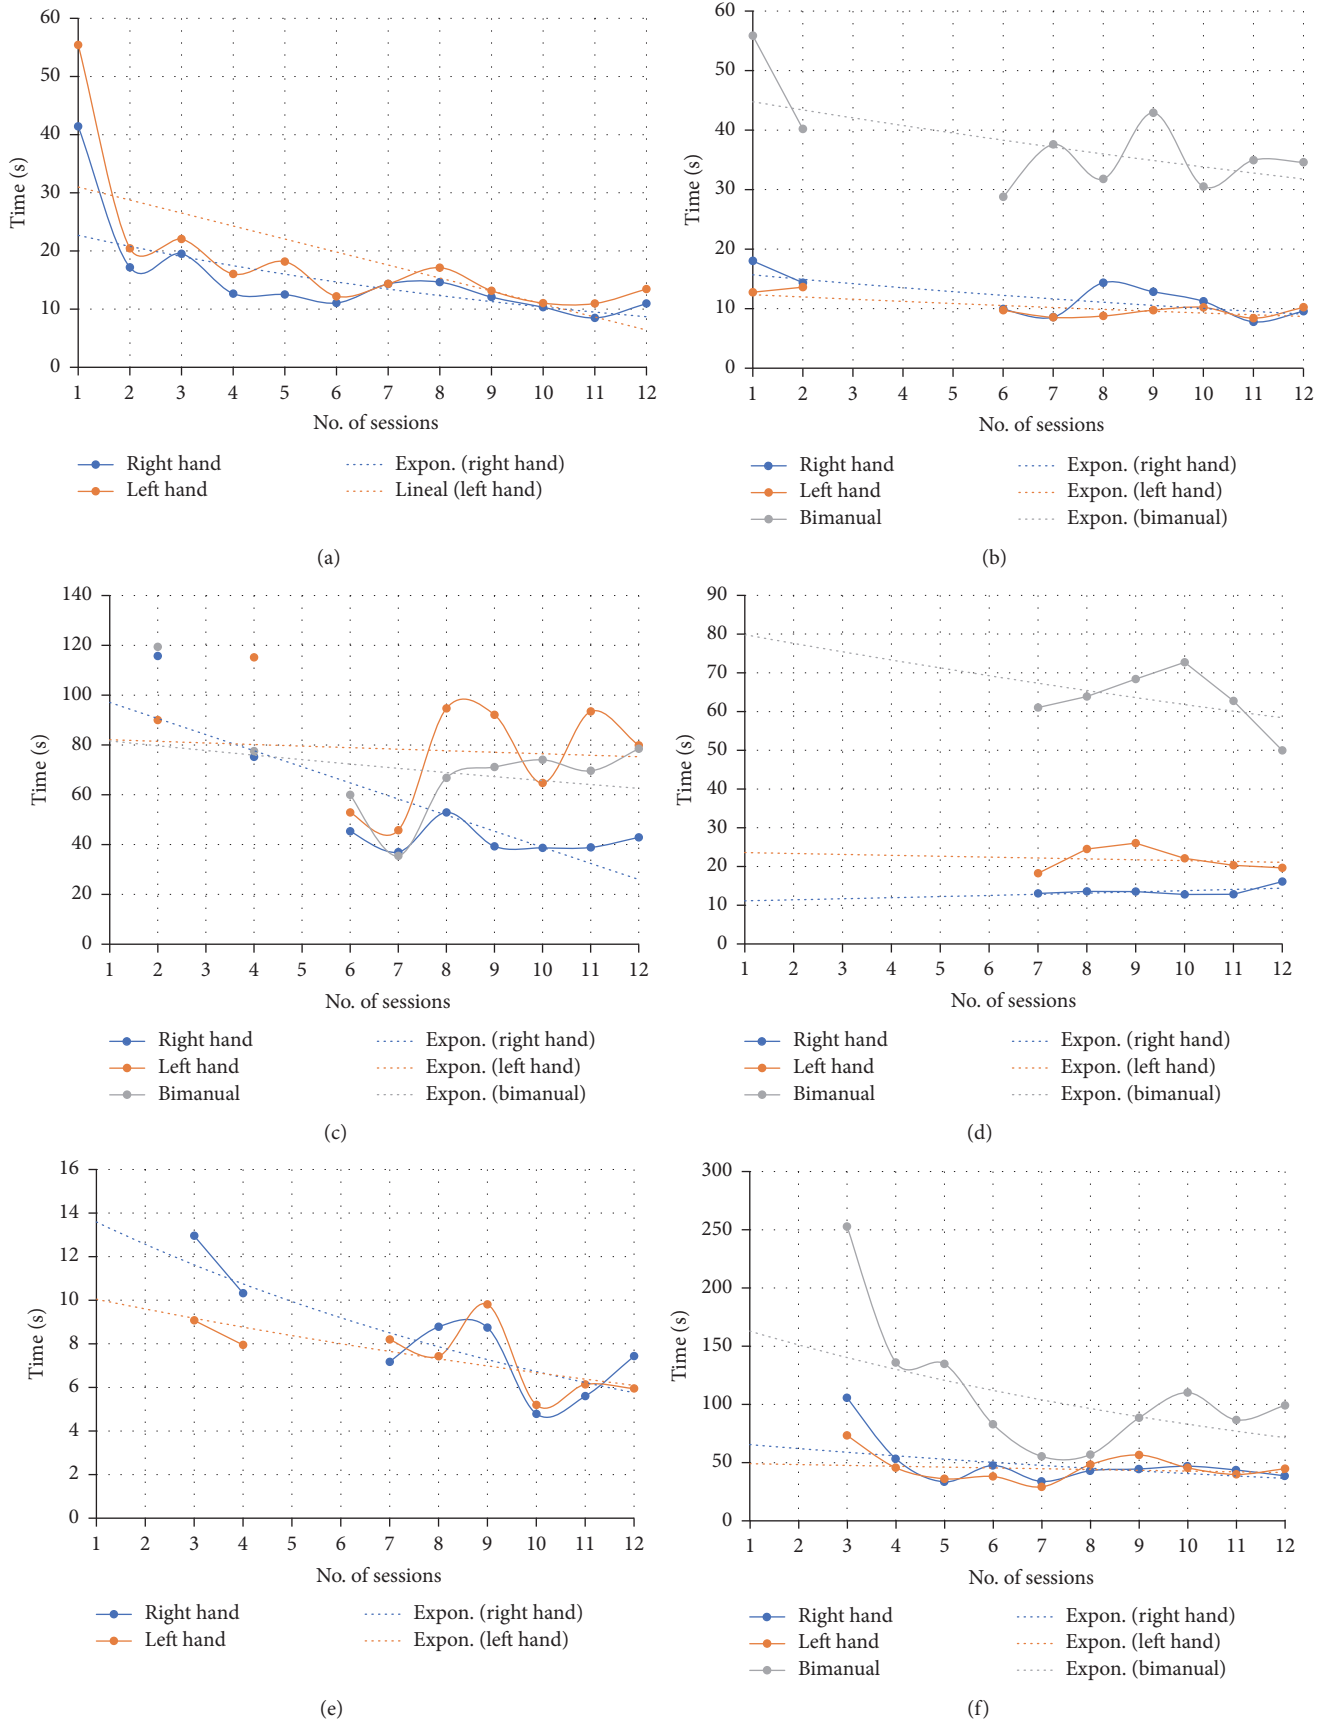 60
50
40
30
20
10
0
Time (s)
1 2 3 4 5 6 7 8 9 10 11 12
No. of sessions
Right hand Expon. (right hand)
Left hand Lineal (left hand)
(a)
60
50
40
30
20
10
0
Time (s)
1 2 3 4 5 6 7 8 9 10 11 12
No. of sessions
Right hand Expon. (right hand)
Left hand Expon. (left hand)
Bimanual Expon. (bimanual)
(b)
140
120
100
80
60
40
20
0
Time (s)
1 2 3 4 5 6 7 8 9 10 11 12
No. of sessions
Right hand Expon. (right hand)
Left hand Expon. (left hand)
Bimanual Expon. (bimanual)
(c)
90
80
70
60
50
40
30
20
10
0
Time (s)
1 2 3 4 5 6 7 8 9 10 11 12
No. of sessions
Right hand Expon. (right hand)
Left hand Expon. (left hand)
Bimanual Expon. (bimanual)
(d)
16
14
12
10
8
6
4
2
0
Time (s)
1 2 3 4 5 6 7 8 9 10 11 12
No. of sessions
Right hand Expon. (right hand)
Left hand Expon. (left hand)
(e)
300
250
200
150
100
50
0
Time (s)
1 2 3 4 5 6 7 8 9 10 11 12
No. of sessions
Right hand Expon. (right hand)
Left hand Expon. (left hand)
Bimanual Expon. (bimanual)
(f)